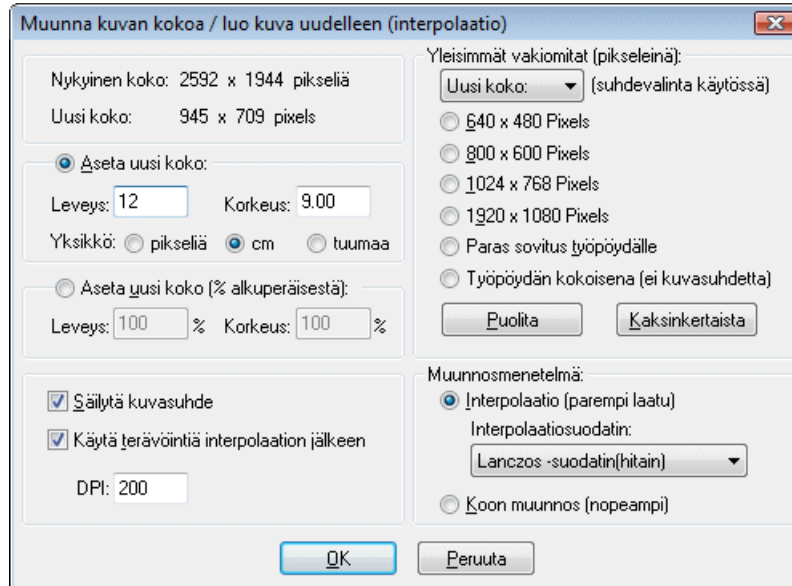 Muunna kuvan kokoa / luo kuva uudelleen (interpolaatio)
Nykyinen koko: 2592 x 1944 pikseliä
Uusi koko: 945 x 709 pixels
Aseta uusi koko:
Leveys: 12 Korkeus: 9.00
Yksikkö: pikseliä cm tuumaa
Aseta uusi koko (% alkuperäisestä):
Leveys: 100 % Korkeus: 100 %
Säilytä kuvasuhde
Käytä terävöintiä interpolaation jälkeen
DPI: 200
Yleisimmät vakiomitat (pikseleinä):
Uusi koko: (suhdevalinta käytössä)
640 x 480 Pixels
800 x 600 Pixels
1024 x 768 Pixels
1920 x 1080 Pixels
Paras sovitus työpöydälle
Työpöydän kokoisena (ei kuvasuhdetta)
Puolita Kaksinkertaista
Muunnosmenetelmä:
Interpolaatio (parempi laatu)
Interpolaatiosuodatin:
Lanczos -suodatin(hitain)
Koon muunnos (nopeampi)
OK Peruuta